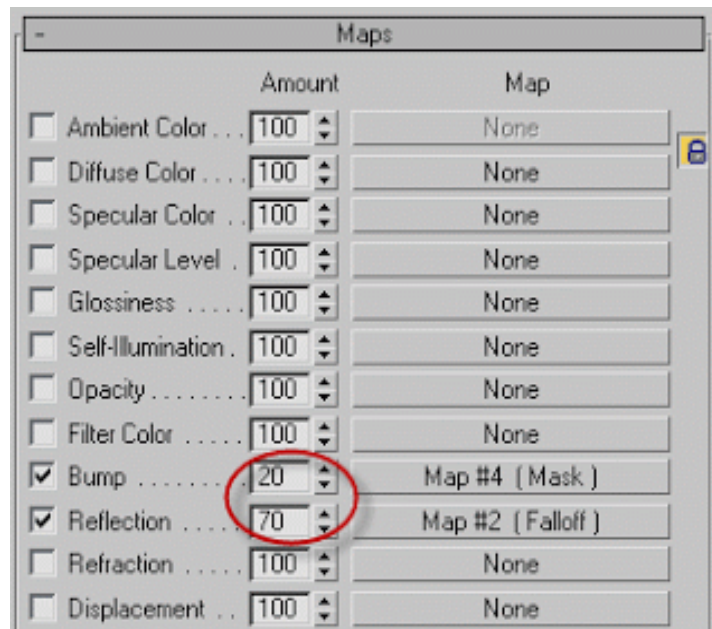 - Maps
Amount Map
Ambient Color . . . 100 None
Diffuse Color . . . . 100 None
Specular Color . . 100 None
Specular Level . 100 None
Glossiness . . . . . 100 None
Self-Illumination . 100 None
Opacity . . . . . . . . 100 None
Filter Color . . . . . 100 None
Bump . . . . . . . . . 20 Map #4 ( Mask )
Reflection . . . . . 70 Map #2 ( Falloff )
Refraction . . . . . 100 None
Displacement . . 100 None